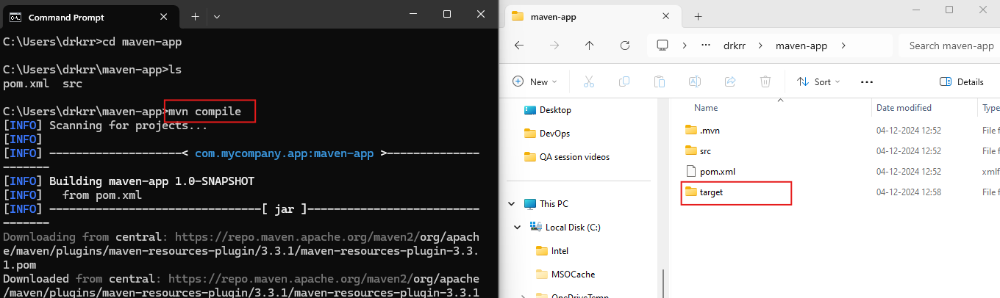 Command Prompt
C:\Users\drkrr>cd maven-app
C:\Users\drkrr\maven-app>ls
pom.xml  src
C:\Users\drkrr\maven-app>mvn compile
[INFO] Scanning for projects...
[INFO]
[INFO] --------------------< com.mycompany.app:maven-app >--------------
-------
[INFO] Building maven-app 1.0-SNAPSHOT
[INFO]   from pom.xml
[INFO] --------------------------------[ jar ]--------------------------
-------
Downloading from central: https://repo.maven.apache.org/maven2/org/apach
e/maven/plugins/maven-resources-plugin/3.3.1/maven-resources-plugin-3.3.
1.pom
Downloaded from central: https://repo.maven.apache.org/maven2/org/apache
/maven/plugins/maven-resources-plugin/3.3.1/maven-resources-plugin-3.3.1
maven-app
drkrr > maven-app >
Search maven-app
New
Sort
Details
Desktop
DevOps
QA session videos
This PC
Local Disk (C:)
Intel
MSOCache
OneDriveTemp
Name Date modified Type
.mvn 04-12-2024 12:52 File f
src 04-12-2024 12:52 File f
pom.xml 04-12-2024 12:52 xmlf
target 04-12-2024 12:58 File f